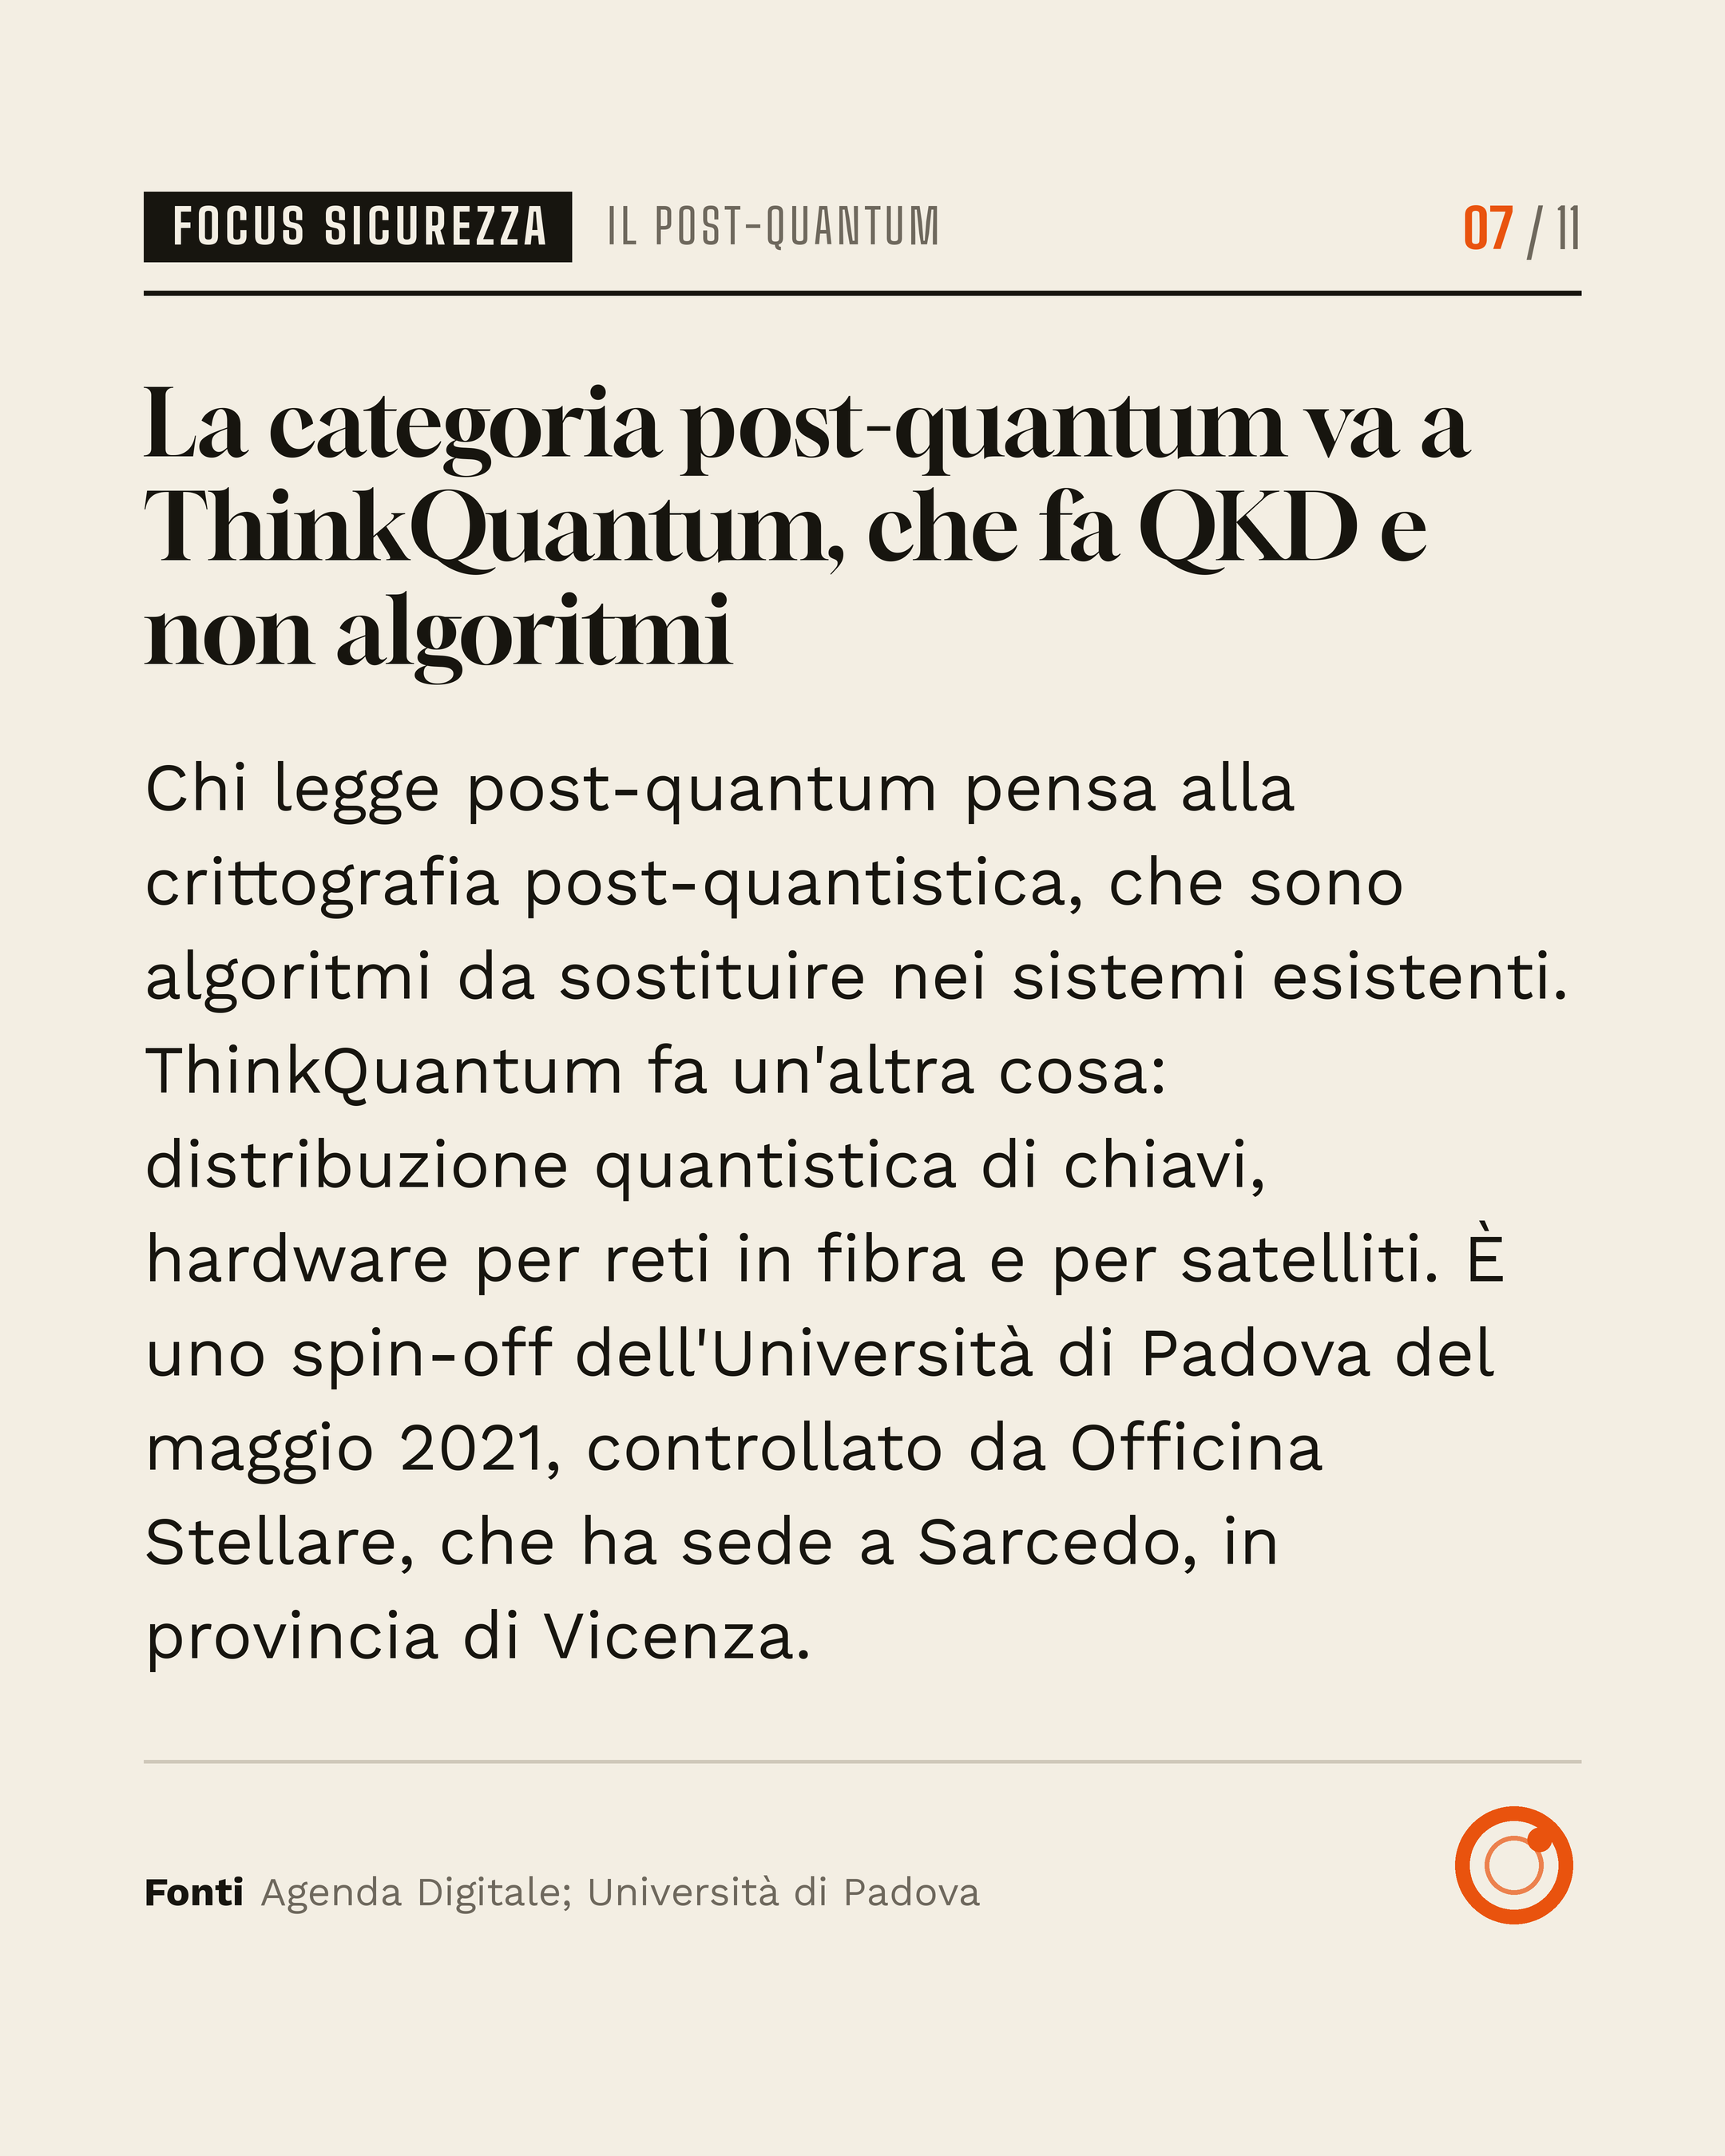 FOCUS SICUREZZA IL POST-QUANTUM 07 / 11
La categoria post-quantum va a
ThinkQuantum, che fa QKD e
non algoritmi
Chi legge post-quantum pensa alla
crittografia post-quantistica, che sono
algoritmi da sostituire nei sistemi esistenti.
ThinkQuantum fa un'altra cosa:
distribuzione quantistica di chiavi,
hardware per reti in fibra e per satelliti. È
uno spin-off dell'Università di Padova del
maggio 2021, controllato da Officina
Stellare, che ha sede a Sarcedo, in
provincia di Vicenza.
Fonti Agenda Digitale; Università di Padova